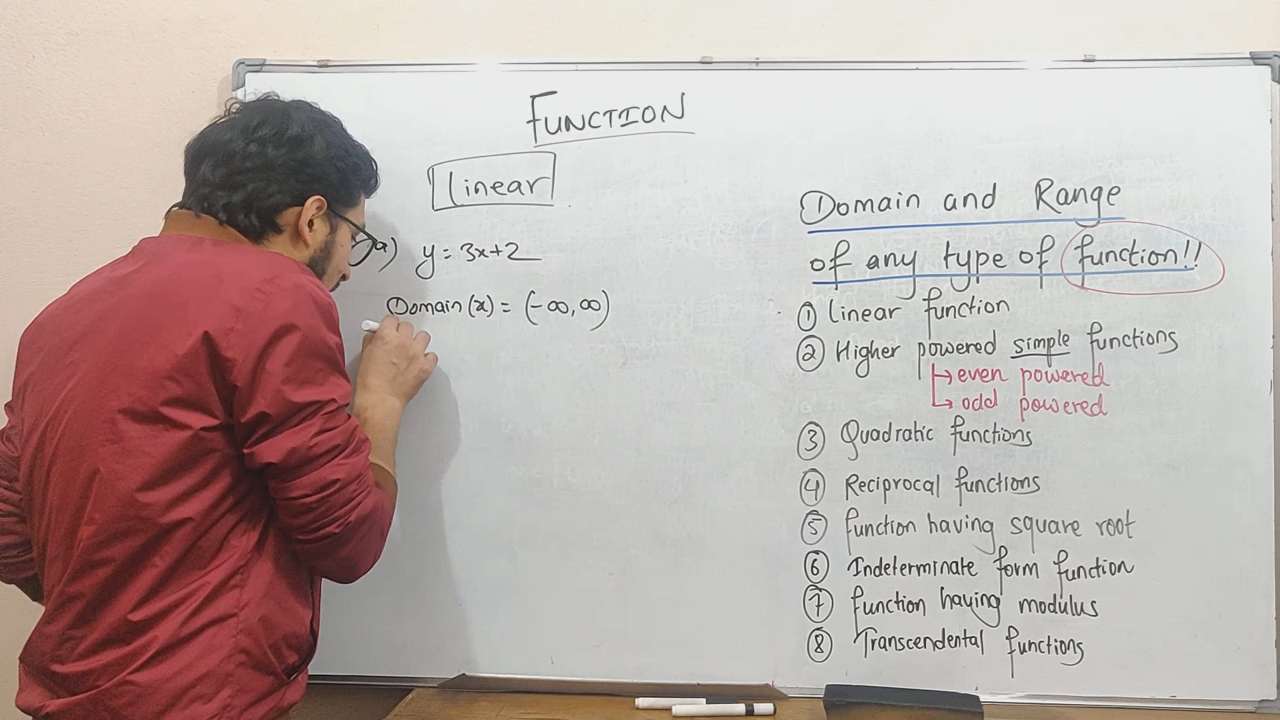 FUNCTION
Linear
a) y = 3x+2
Domain (x) = (-∞, ∞)
Domain and Range
of any type of function!!
① linear function
② Higher powered simple functions
↳ even powered
↳ odd powered
③ Quadratic functions
④ Reciprocal functions
⑤ function having square root
⑥ Indeterminate form function
⑦ function having modulus
⑧ Transcendental functions